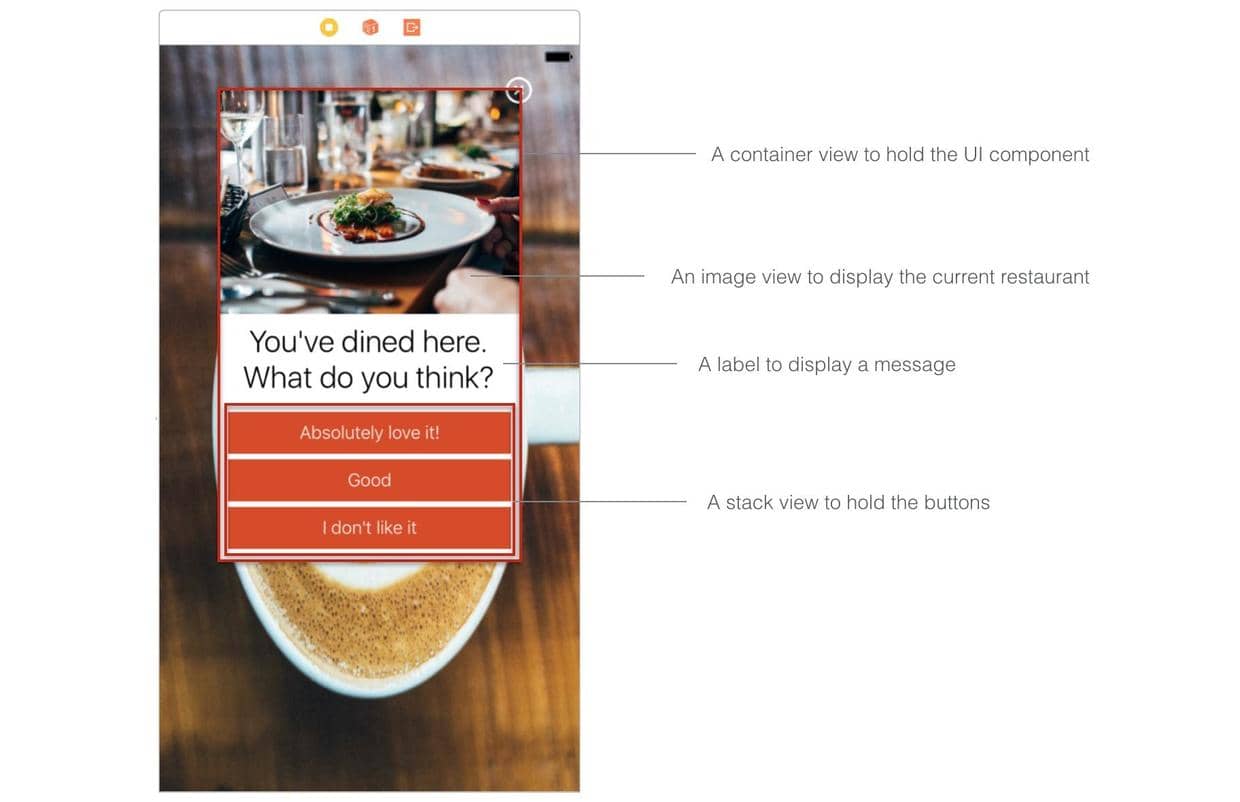 A container view to hold the UI component
An image view to display the current restaurant
You've dined here.
What do you think?
A label to display a message
Absolutely love it!
Good
I don't like it
A stack view to hold the buttons